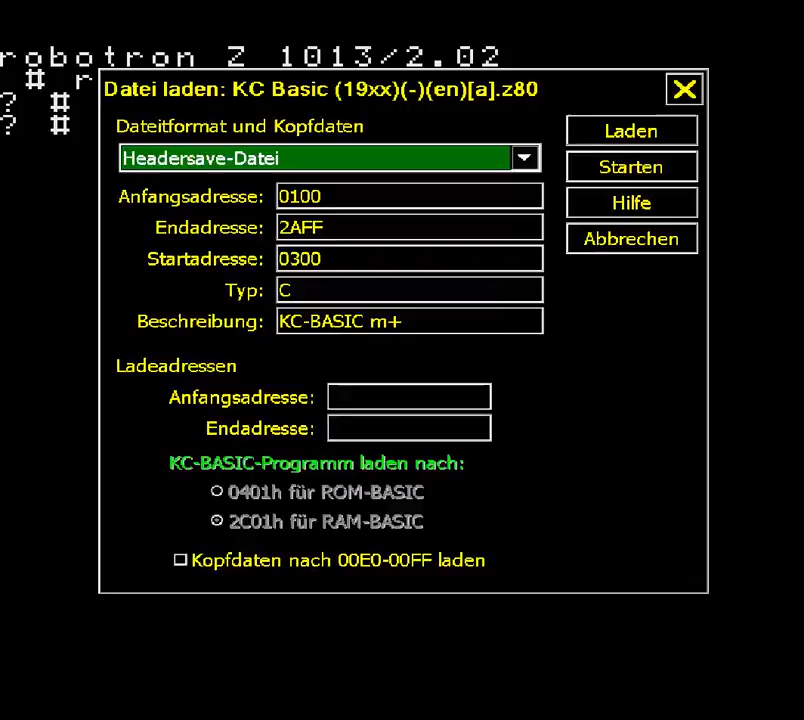 robotron Z 1013/2.02
# r
? #
? #
Datei laden: KC Basic (19xx)(-)(en)[a].z80
Dateitformat und Kopfdaten
Headersave-Datei
Anfangsadresse: 0100
Endadresse: 2AFF
Startadresse: 0300
Typ: C
Beschreibung: KC-BASIC m+
Laden
Starten
Hilfe
Abbrechen
Ladeadressen
Anfangsadresse:
Endadresse:
KC-BASIC-Programm laden nach:
0401h für ROM-BASIC
2C01h für RAM-BASIC
Kopfdaten nach 00E0-00FF laden